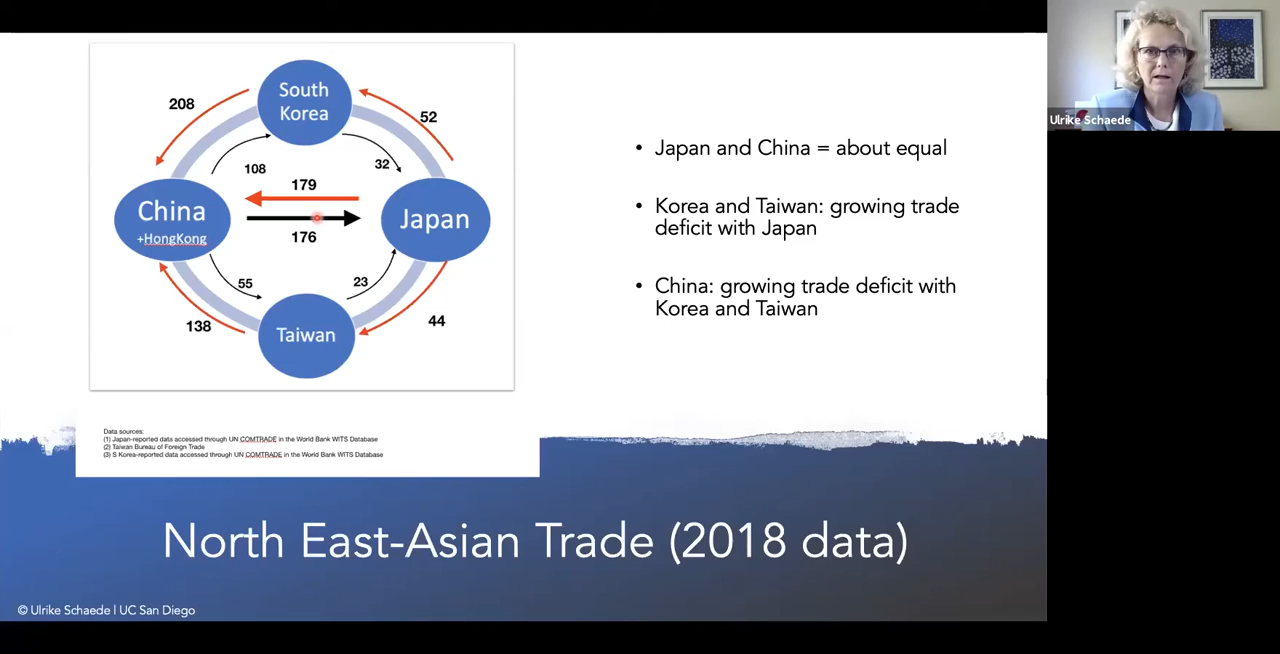 South
Korea
208
52
108
32
179
China
+HongKong
Japan
176
55
23
138
Taiwan
44
• Japan and China = about equal
• Korea and Taiwan: growing trade
deficit with Japan
• China: growing trade deficit with
Korea and Taiwan
Data sources:
(1) Japan-reported data accessed through UN COMTRADE in the World Bank WITS Database
(2) Taiwan Bureau of Foreign Trade
(3) S Korea-reported data accessed through UN COMTRADE in the World Bank WITS Database
North East-Asian Trade (2018 data)
© Ulrike Schaede | UC San Diego
Ulrike Schaede